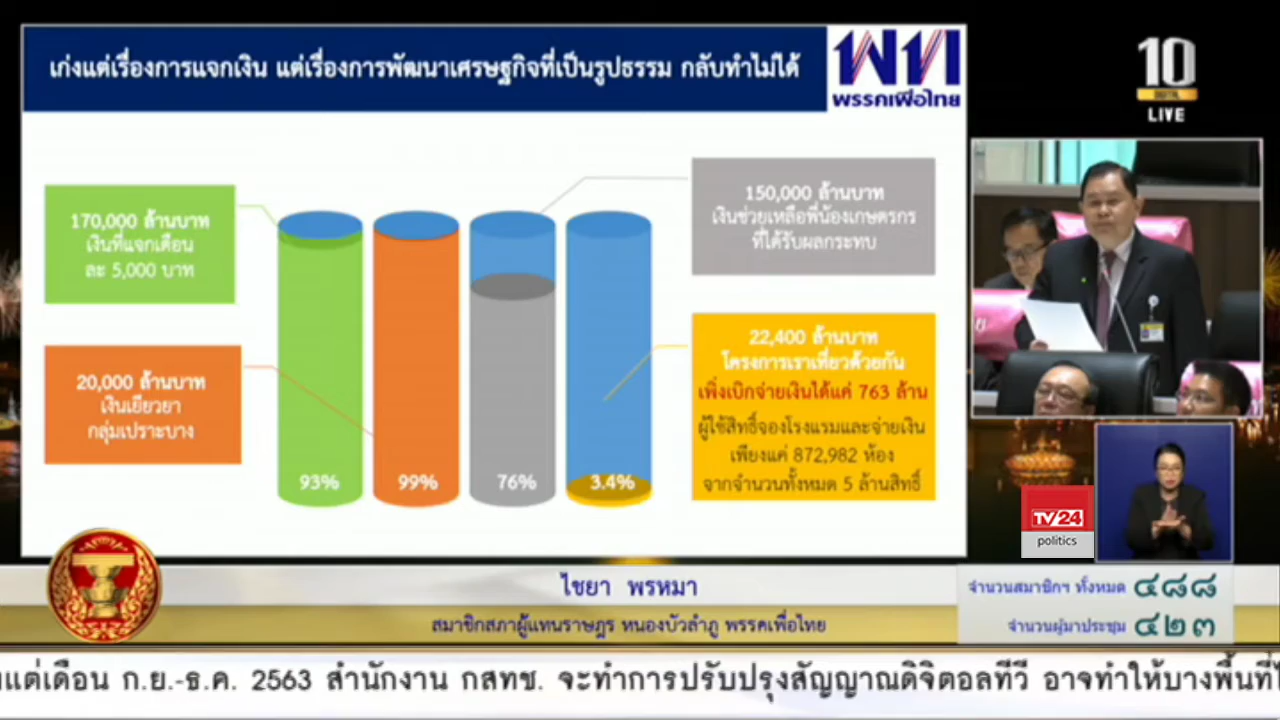 เก่งแต่เรื่องการแจกเงิน แต่เรื่องการพัฒนาเศรษฐกิจที่เป็นรูปธรรม กลับทำไม่ได้
พท
พรรคเพื่อไทย
10
DIGITAL
LIVE
170,000 ล้านบาท
เงินที่แจกเดือน
ละ 5,000 บาท
20,000 ล้านบาท
เงินเยียวยา
กลุ่มเปราะบาง
93%
99%
76%
3.4%
150,000 ล้านบาท
เงินช่วยเหลือพี่น้องเกษตรกร
ที่ได้รับผลกระทบ
22,400 ล้านบาท
โครงการเราเที่ยวด้วยกัน
เพิ่งเบิกจ่ายเงินได้แค่ 763 ล้าน
ผู้ใช้สิทธิ์จองโรงแรมและจ่ายเงิน
เพียงแค่ 872,982 ห้อง
จากจำนวนทั้งหมด 5 ล้านสิทธิ์
TV24
politics
ไชยา พรหมา
สมาชิกสภาผู้แทนราษฎร หนองบัวลำภู พรรคเพื่อไทย
จำนวนสมาชิกฯ ทั้งหมด ๔๘๘
จำนวนผู้มาประชุม ๔๒๓
แต่เดือน ก.ย.-ธ.ค. 2563 สำนักงาน กสทช. จะทำการปรับปรุงสัญญาณดิจิตอลทีวี อาจทำให้บางพื้นที่